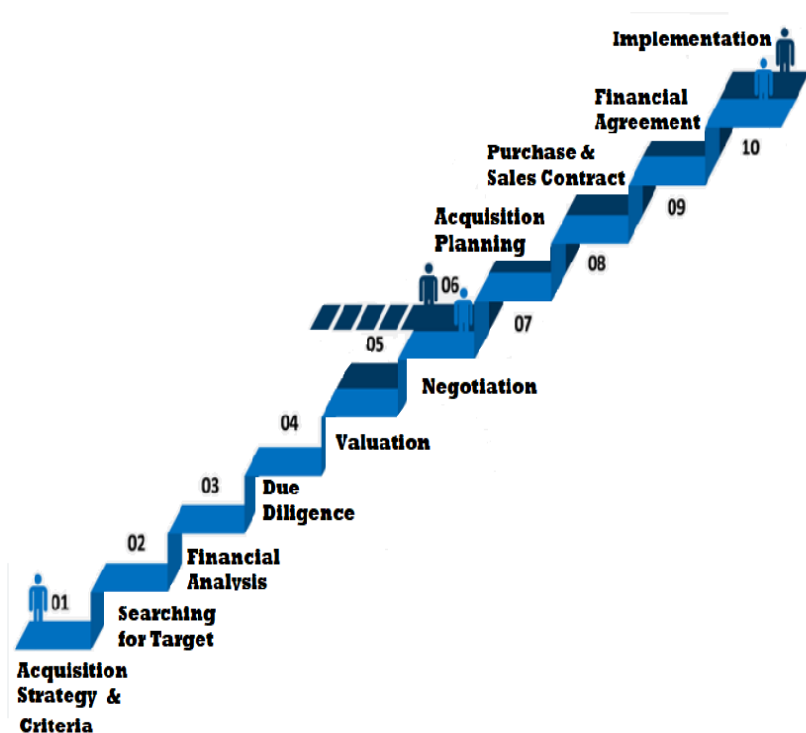 Implementation
Financial
Agreement
10
Purchase &
Sales Contract
09
Acquisition
Planning
08
06
07
05
Negotiation
04
Valuation
03
Due
Diligence
02
Financial
Analysis
01
Searching
for Target
Acquisition
Strategy &
Criteria